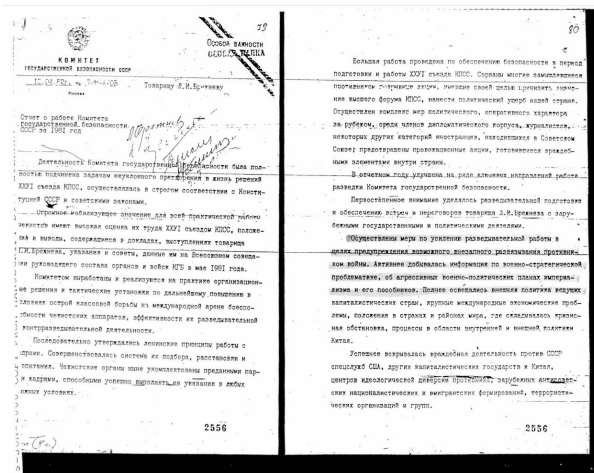 79
ОСОБОЙ ВАЖНОСТИ
ОСОБАЯ ПАПКА
КОМИТЕТ
ГОСУДАРСТВЕННОЙ БЕЗОПАСНОСТИ СССР
Москва
Товарищу Л.И.Брежневу
Отчет о работе Комитета
государственной безопасности
СССР за 1981 год
Деятельность Комитета государственной безопасности была пол-
ностью подчинена задачам неуклонного претворения в жизнь решений
ХХУІ съезда КПСС, осуществлялась в строгом соответствии с Консти-
туцией СССР и советскими законами.
Огромное мобилизующее значение для всей практической работы
чекистов имеют высокая оценка их труда ХХУІ съездом КПСС, положе-
ния и выводы, содержащиеся в докладах, выступлениях товарища
Л.И.Брежнева, указания и советы, данные им на Всесоюзном совеща-
нии руководящего состава органов и войск КГБ в мае 1981 года.
Комитетом выработаны и реализуются на практике организацион-
ные решения и тактические установки по дальнейшему повышению в
условиях острой классовой борьбы на международной арене боеспо-
собности чекистских аппаратов, эффективности их разведывательной
контрразведывательной деятельности.
Последовательно утверждались ленинские принципы работы с
кадрами. Совершенствовалась система их подбора, расстановки и
воспитания. Чекистские органы ныне укомплектованы преданными пар-
и кадрами, способными успешно выполнять ее указания в любых
условиях.
2556
80
Большая работа проведена по обеспечению безопасности в период
подготовки и работы ХХУІ съезда КПСС. Сорваны многие замышлявшиеся
противником акции, имевшие своей целью принизить значе-
ние высшего форума КПСС, нанести политический ущерб нашей стране.
Осуществлен комплекс мер политического, оперативного характера
за рубежом, среди членов дипломатического корпуса, журналистов,
некоторых других категорий иностранцев, находившихся в Советском
Союзе; предотвращены провокационные акции, готовившиеся враждеб-
ными элементами внутри страны.
В отчетном году улучшена на ряде ключевых направлений работа
разведки Комитета государственной безопасности.
Первостепенное внимание уделялось разведывательной подготовке
и обеспечению встреч и переговоров товарища Л.И.Брежнева с зару-
бежными государственными и политическими деятелями.
Осуществлены меры по усилению разведывательной работы в
целях предупреждения возможного внезапного развязывания противни-
ком войны. Активнее добывалась информация по военно-стратегической
проблематике, об агрессивных военно-политических планах империа-
лизма и его пособников. Полнее освещались внешняя политика ведущих
капиталистических стран, крупные международные экономические проб-
лемы, положение в странах и районах мира, где складывалась кризис-
ная обстановка, процессы в области внутренней и внешней политики
Китая.
Успешнее вскрывалась враждебная деятельность против СССР
спецслужб США, других капиталистических государств и Китая,
центров идеологической диверсии противника, зарубежных антисовет-
ских националистических и эмигрантских формирований, террористи-
ческих организаций и групп.
2556